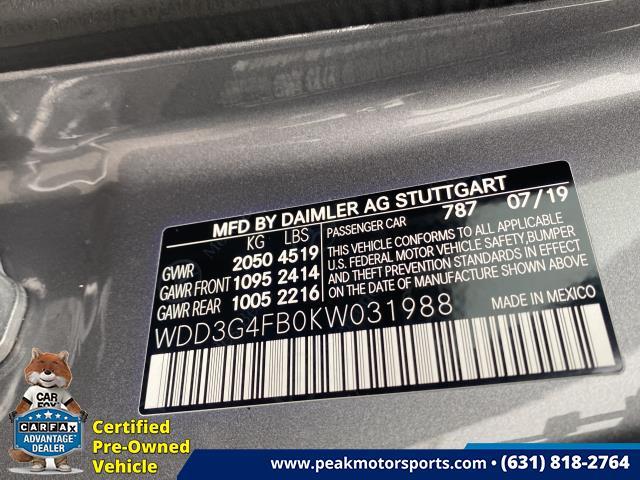 MFD BY DAIMLER AG STUTTGART
KG LBS
GVWR 2050 4519
GAWR FRONT 1095 2414
GAWR REAR 1005 2216
PASSENGER CAR 787 07/19
THIS VEHICLE CONFORMS TO ALL APPLICABLE
U.S. FEDERAL MOTOR VEHICLE SAFETY, BUMPER
AND THEFT PREVENTION STANDARDS IN EFFECT
ON THE DATE OF MANUFACTURE SHOWN ABOVE
WDD3G4FB0KW031988
MADE IN MEXICO
CAR
FOX
CARFAX
ADVANTAGE
DEALER
Certified
Pre-Owned
Vehicle
www.peakmotorsports.com • (631) 818-2764